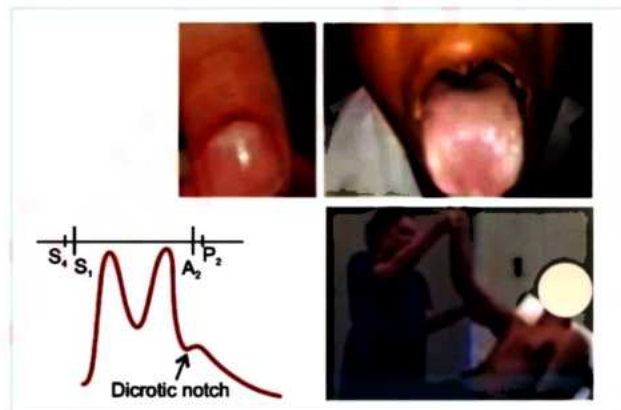 S₄ S₁ A₂ P₂
Dicrotic notch